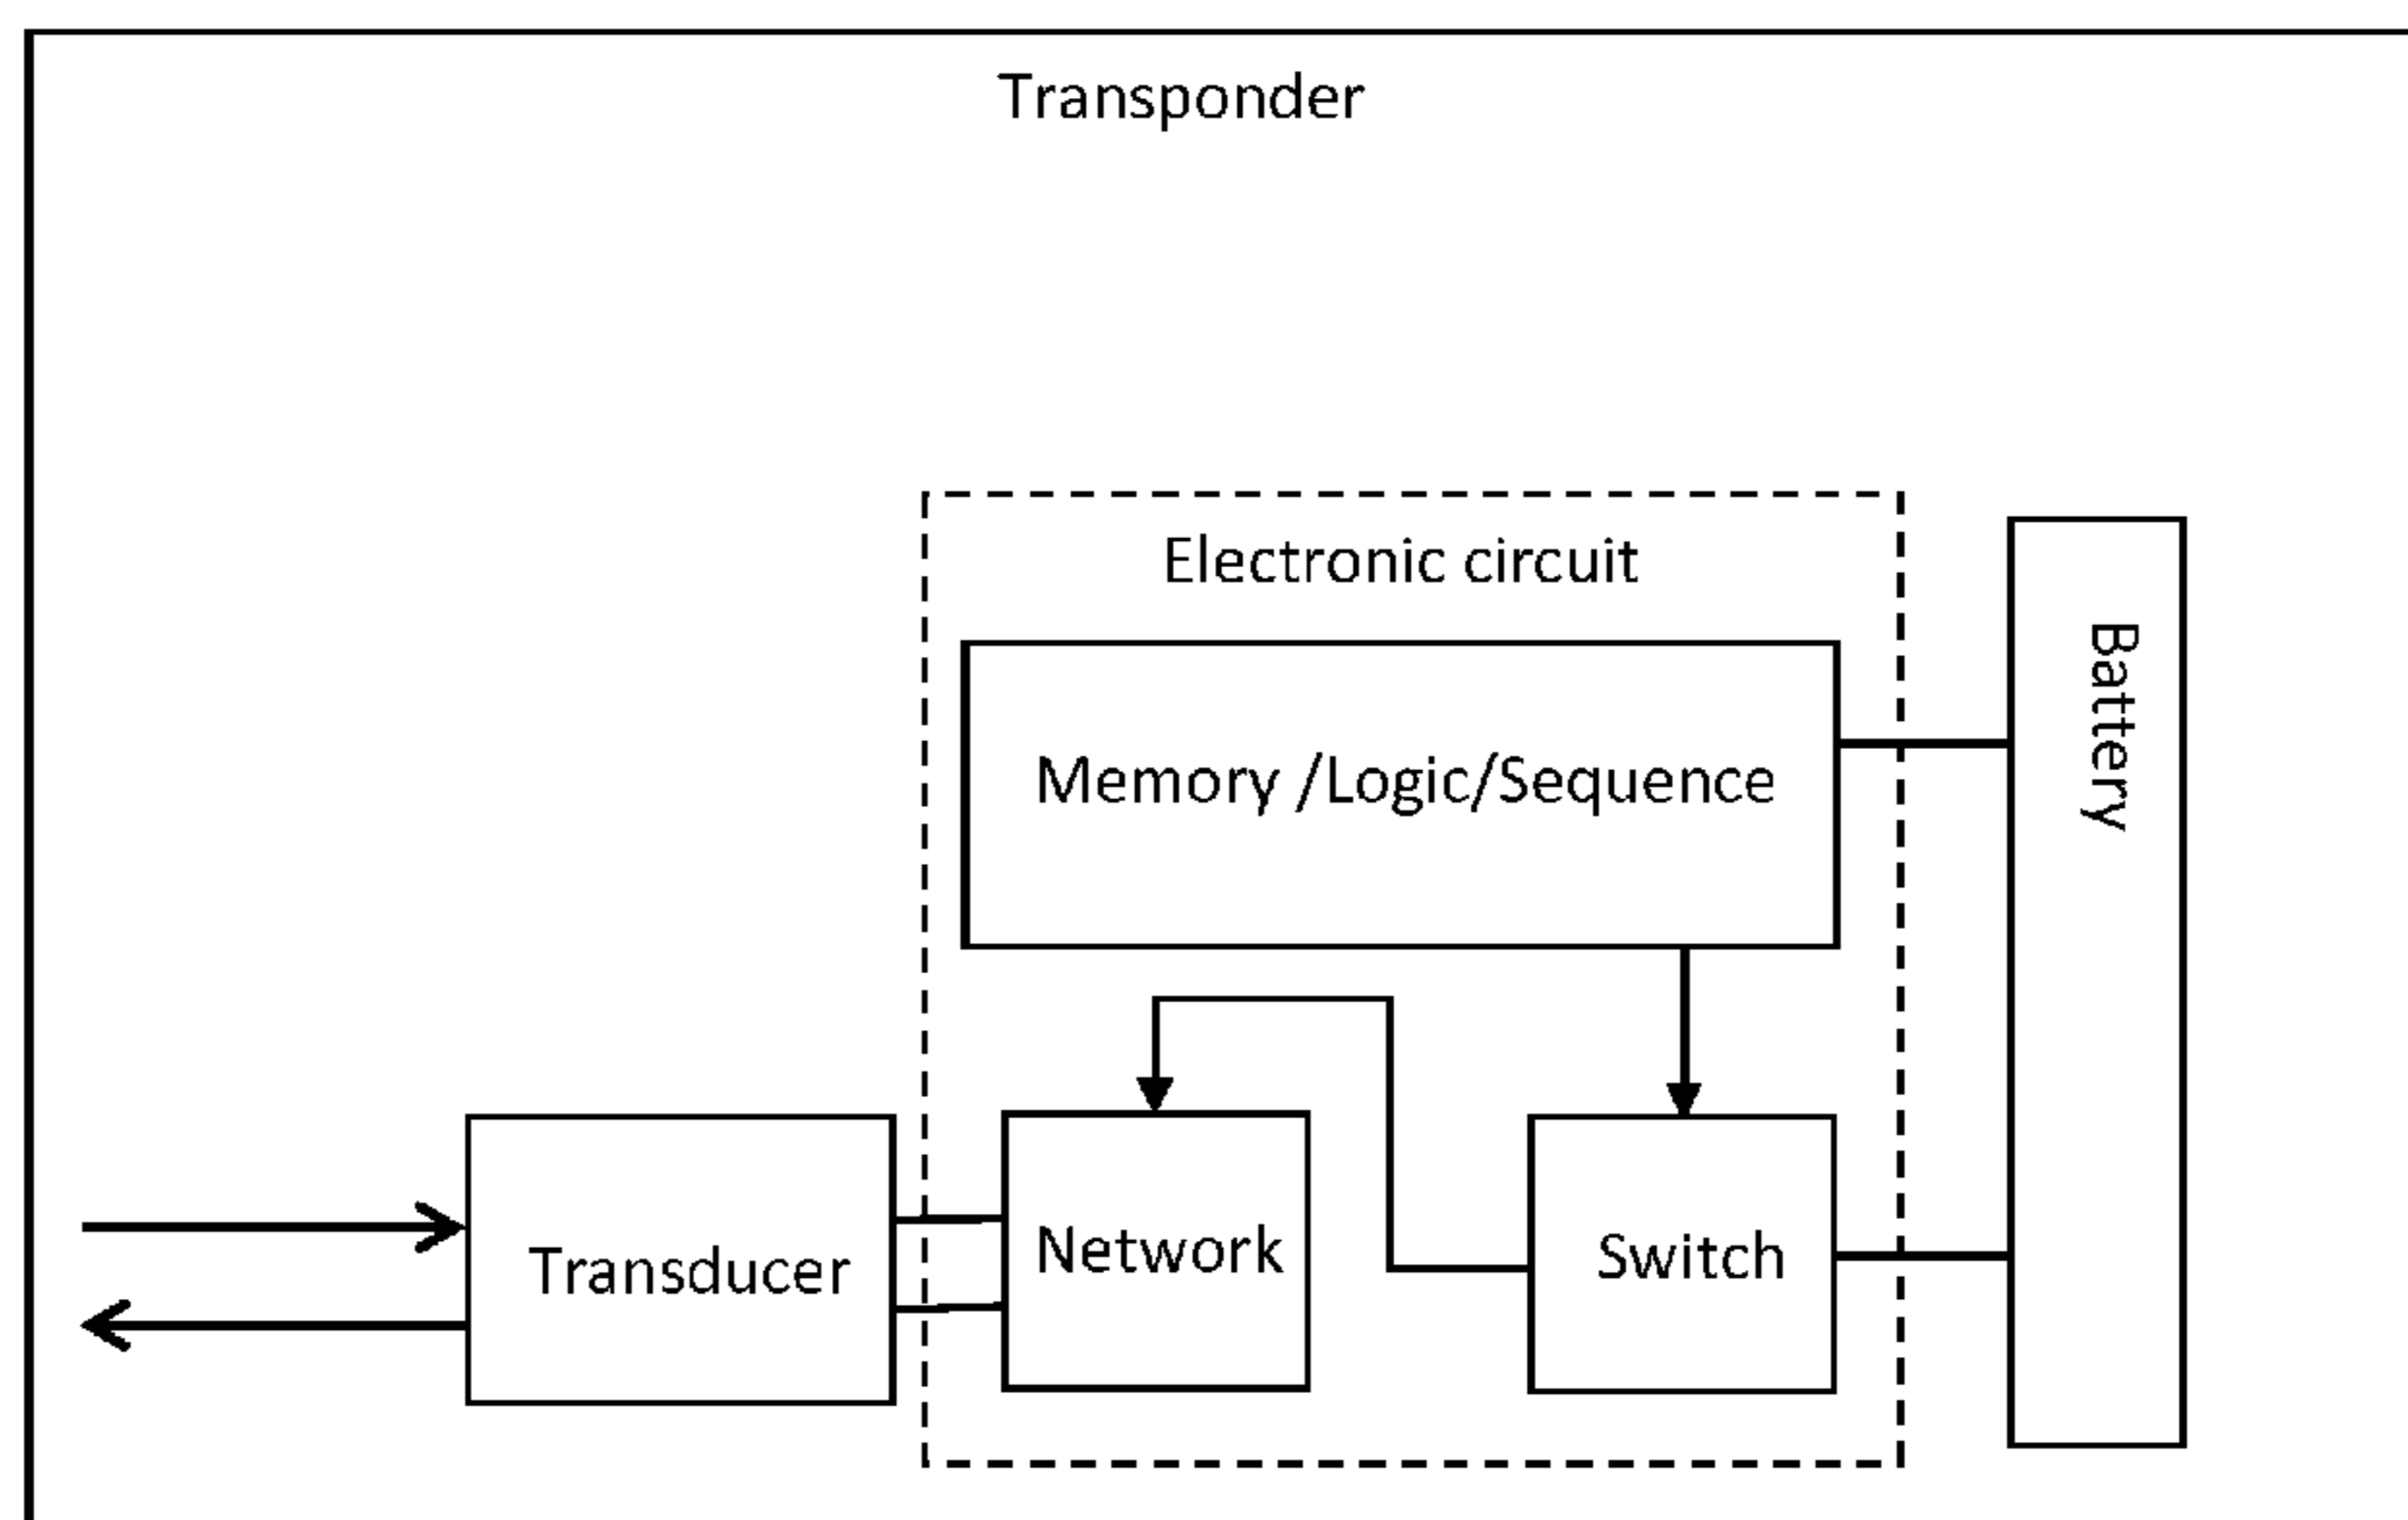 Transponder
Electronic circuit
Memory /Logic/Sequence
Battery
Transducer
Network
Switch